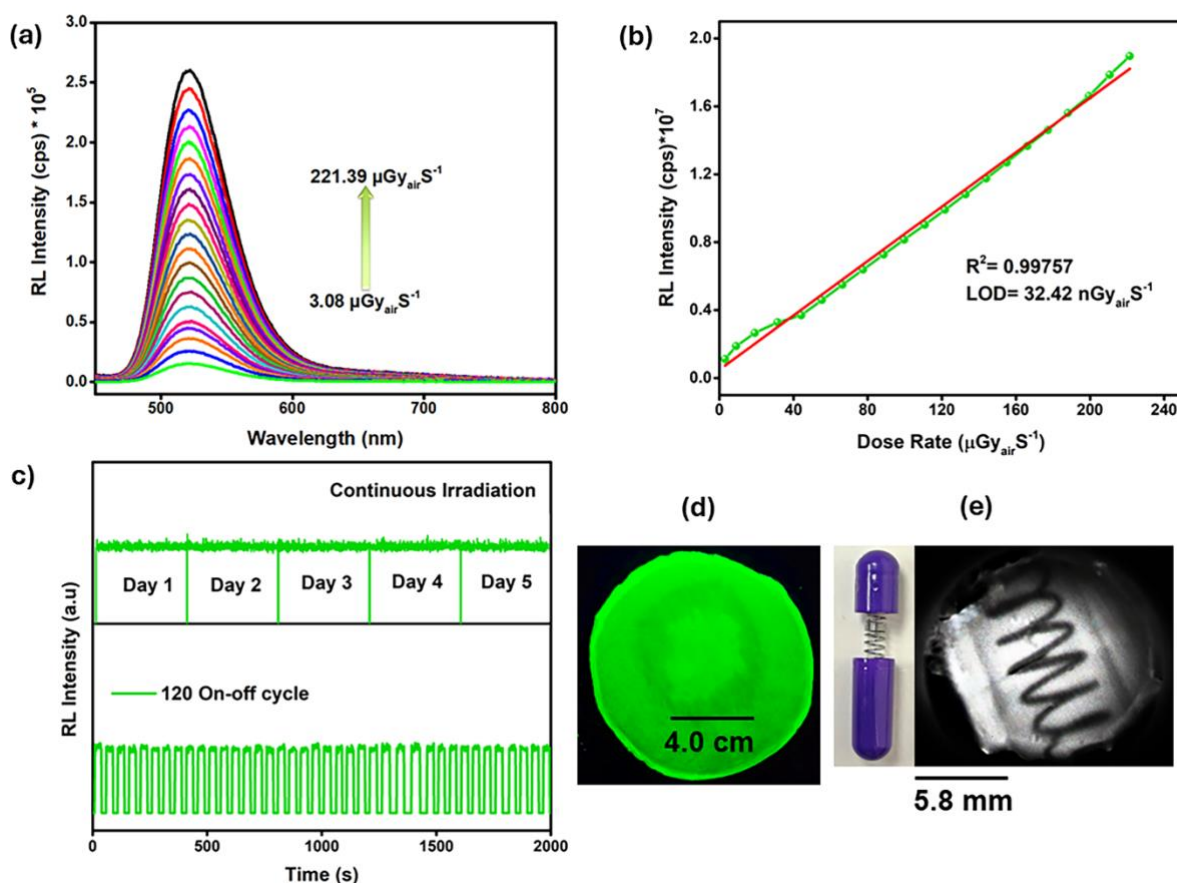 (a)
3.0
2.5
2.0
1.5
1.0
0.5
0.0
RL Intensity (cps) * 10⁵
221.39 μGyₐᵢᵣS⁻¹
3.08 μGyₐᵢᵣS⁻¹
500 600 700 800
Wavelength (nm)
(b)
2.0
1.6
1.2
0.8
0.4
0.0
RL Intensity (cps)*10⁷
R²= 0.99757
LOD= 32.42 nGyₐᵢᵣS⁻¹
0 40 80 120 160 200 240
Dose Rate (μGyₐᵢᵣS⁻¹)
c)
RL Intensity (a.u)
Continuous Irradiation
Day 1 Day 2 Day 3 Day 4 Day 5
120 On-off cycle
0 500 1000 1500 2000
Time (s)
(d)
4.0 cm
(e)
5.8 mm